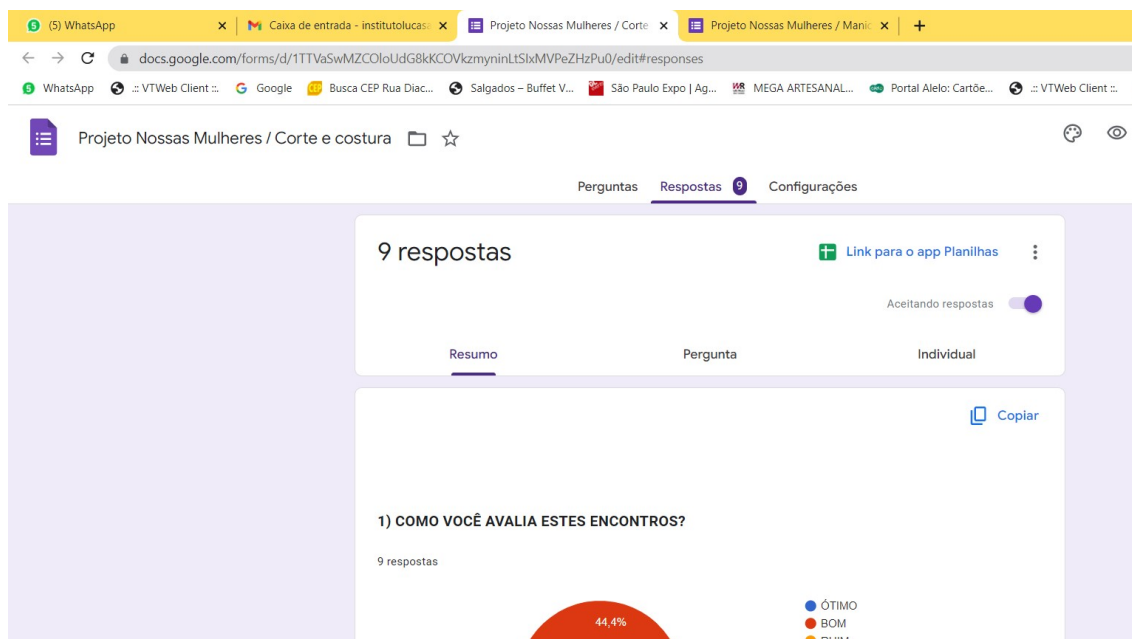 (5) WhatsApp
Caixa de entrada - institutolucasa
Projeto Nossas Mulheres / Corte
Projeto Nossas Mulheres / Manic
docs.google.com/forms/d/1TTVaSwMZCOloUdG8kKCOVkzmyninLtSIxMVPeZHzPu0/edit#responses
WhatsApp .:: VTWeb Client ::. Google Busca CEP Rua Diac... Salgados – Buffet V... São Paulo Expo | Ag... MEGA ARTESANAL... Portal Alelo: Cartõe... .:: VTWeb Client ::.
Projeto Nossas Mulheres / Corte e costura
Perguntas Respostas 9 Configurações
9 respostas
Link para o app Planilhas
Aceitando respostas
Resumo Pergunta Individual
Copiar
1) COMO VOCÊ AVALIA ESTES ENCONTROS?
9 respostas
44,4%
ÓTIMO
BOM
RUIM